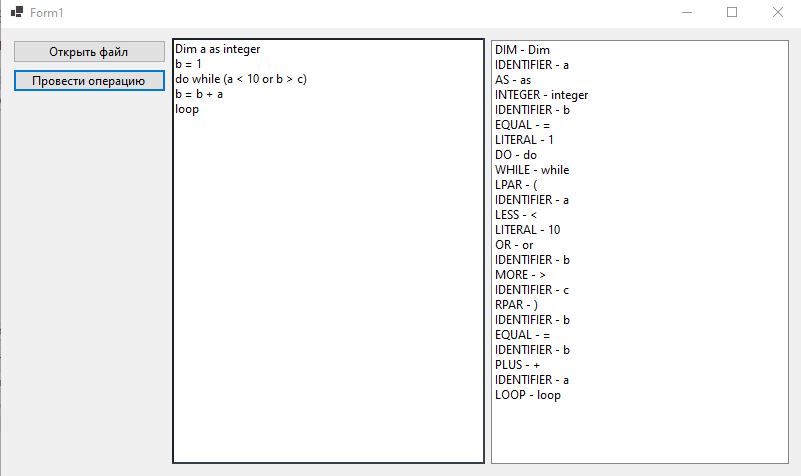 Form1
Открыть файл
Провести операцию
Dim a as integer
b = 1
do while (a < 10 or b > c)
b = b + a
loop
DIM - Dim
IDENTIFIER - a
AS - as
INTEGER - integer
IDENTIFIER - b
EQUAL - =
LITERAL - 1
DO - do
WHILE - while
LPAR - (
IDENTIFIER - a
LESS - <
LITERAL - 10
OR - or
IDENTIFIER - b
MORE - >
IDENTIFIER - c
RPAR - )
IDENTIFIER - b
EQUAL - =
IDENTIFIER - b
PLUS - +
IDENTIFIER - a
LOOP - loop